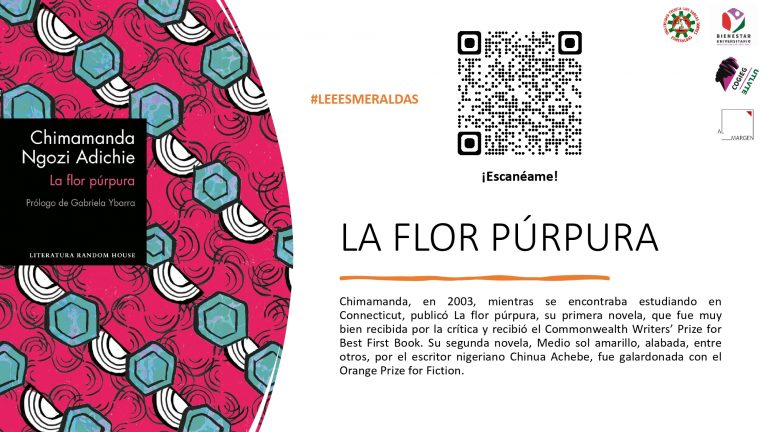 Chimamanda
Ngozi Adichie
La flor púrpura
Prólogo de Gabriela Ybarra
LITERATURA RANDOM HOUSE
#LEEESMERALDAS
¡Escanéame!
BIENESTAR
UNIVERSITARIO
COGIEG
UTLVTE
AL
MARGEN
LA FLOR PÚRPURA
Chimamanda, en 2003, mientras se encontraba estudiando en
Connecticut, publicó La flor púrpura, su primera novela, que fue muy
bien recibida por la crítica y recibió el Commonwealth Writers’ Prize for
Best First Book. Su segunda novela, Medio sol amarillo, alabada, entre
otros, por el escritor nigeriano Chinua Achebe, fue galardonada con el
Orange Prize for Fiction.